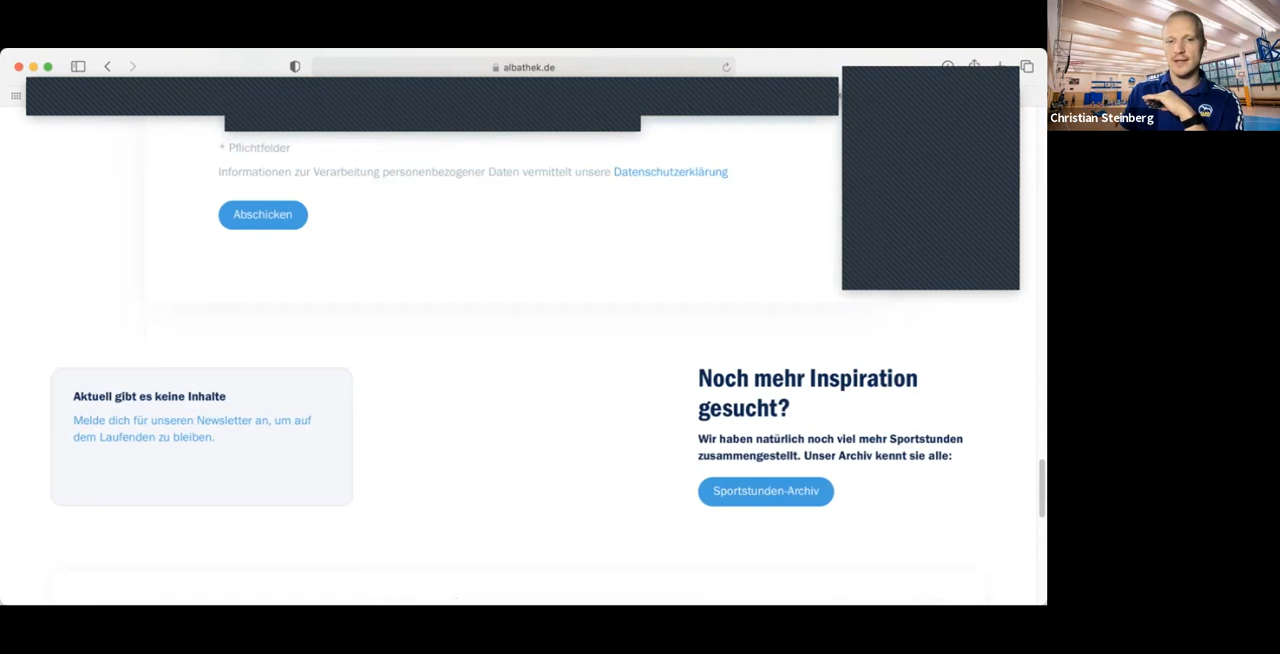 albathek.de
* Pflichtfelder
Informationen zur Verarbeitung personenbezogener Daten vermittelt unsere Datenschutzerklärung
Abschicken
Aktuell gibt es keine Inhalte
Melde dich für unseren Newsletter an, um auf
dem Laufenden zu bleiben.
Noch mehr Inspiration
gesucht?
Wir haben natürlich noch viel mehr Sportstunden
zusammengestellt. Unser Archiv kennt sie alle:
Sportstunden-Archiv
Christian Steinberg